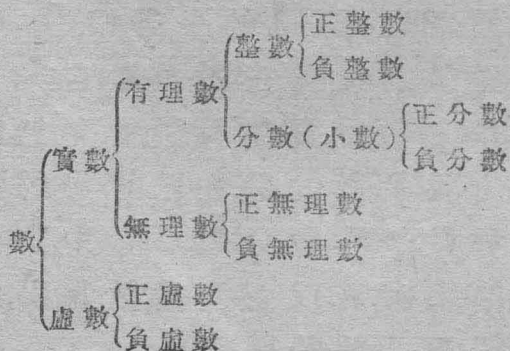 正整數
整數
負整數
有理數
正分數
分數(小數)
負分數
實數
正無理數
無理數
負無理數
數
正虛數
虛數
負虛數